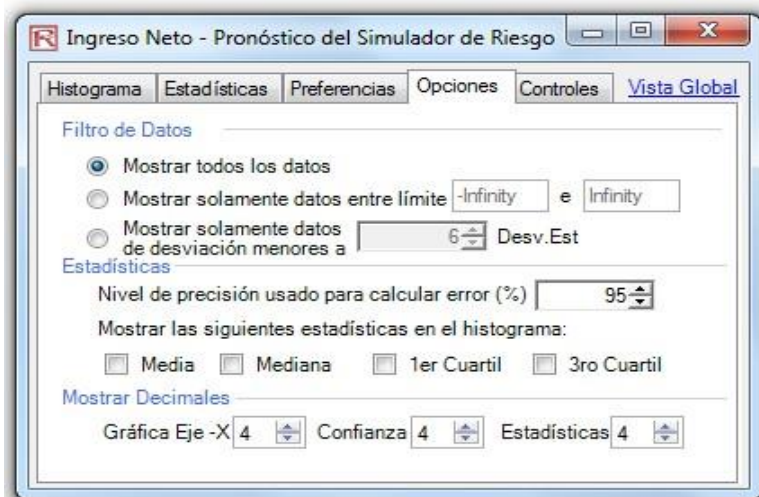 R Ingreso Neto - Pronóstico del Simulador de Riesgo
Histograma Estadísticas Preferencias Opciones Controles Vista Global
Filtro de Datos
Mostrar todos los datos
Mostrar solamente datos entre límite -Infinity e Infinity
Mostrar solamente datos
de desviación menores a 6 Desv.Est
Estadísticas
Nivel de precisión usado para calcular error (%) 95
Mostrar las siguientes estadísticas en el histograma:
Media Mediana 1er Cuartil 3ro Cuartil
Mostrar Decimales
Gráfica Eje -X 4 Confianza 4 Estadísticas 4